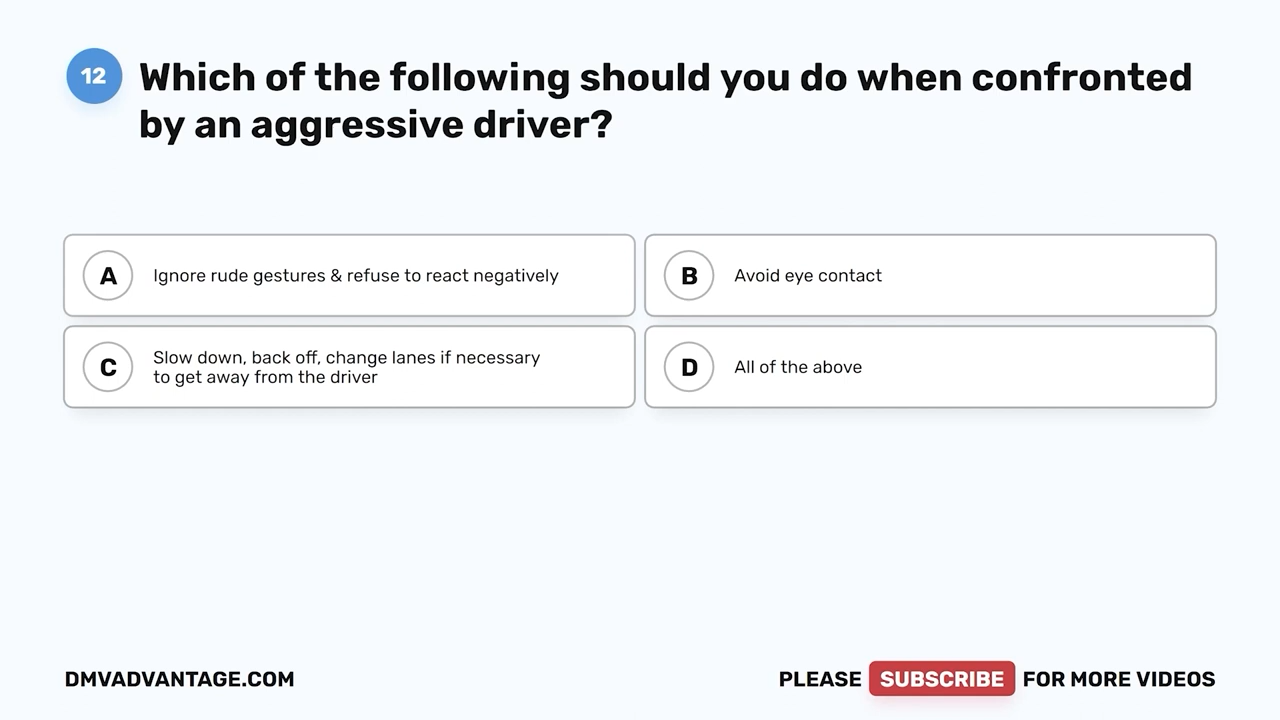 12
Which of the following should you do when confronted
by an aggressive driver?
A
Ignore rude gestures & refuse to react negatively
B
Avoid eye contact
C
Slow down, back off, change lanes if necessary
to get away from the driver
D
All of the above
DMVADVANTAGE.COM
PLEASE SUBSCRIBE FOR MORE VIDEOS